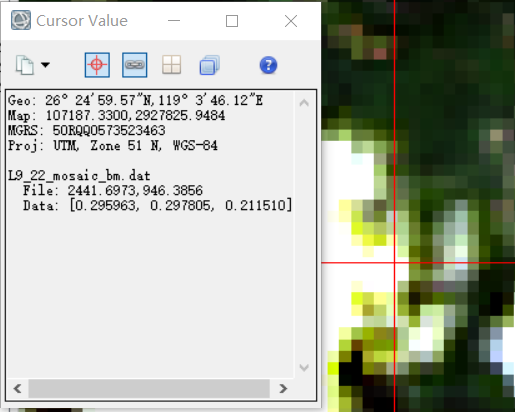 Cursor Value
Geo: 26° 24'59.57"N,119° 3'46.12"E
Map: 107187.3300,2927825.9484
MGRS: 50RQQ0573523463
Proj: UTM, Zone 51 N, WGS-84
L9_22_mosaic_bm.dat
File: 2441.6973,946.3856
Data: [0.295963, 0.297805, 0.211510]